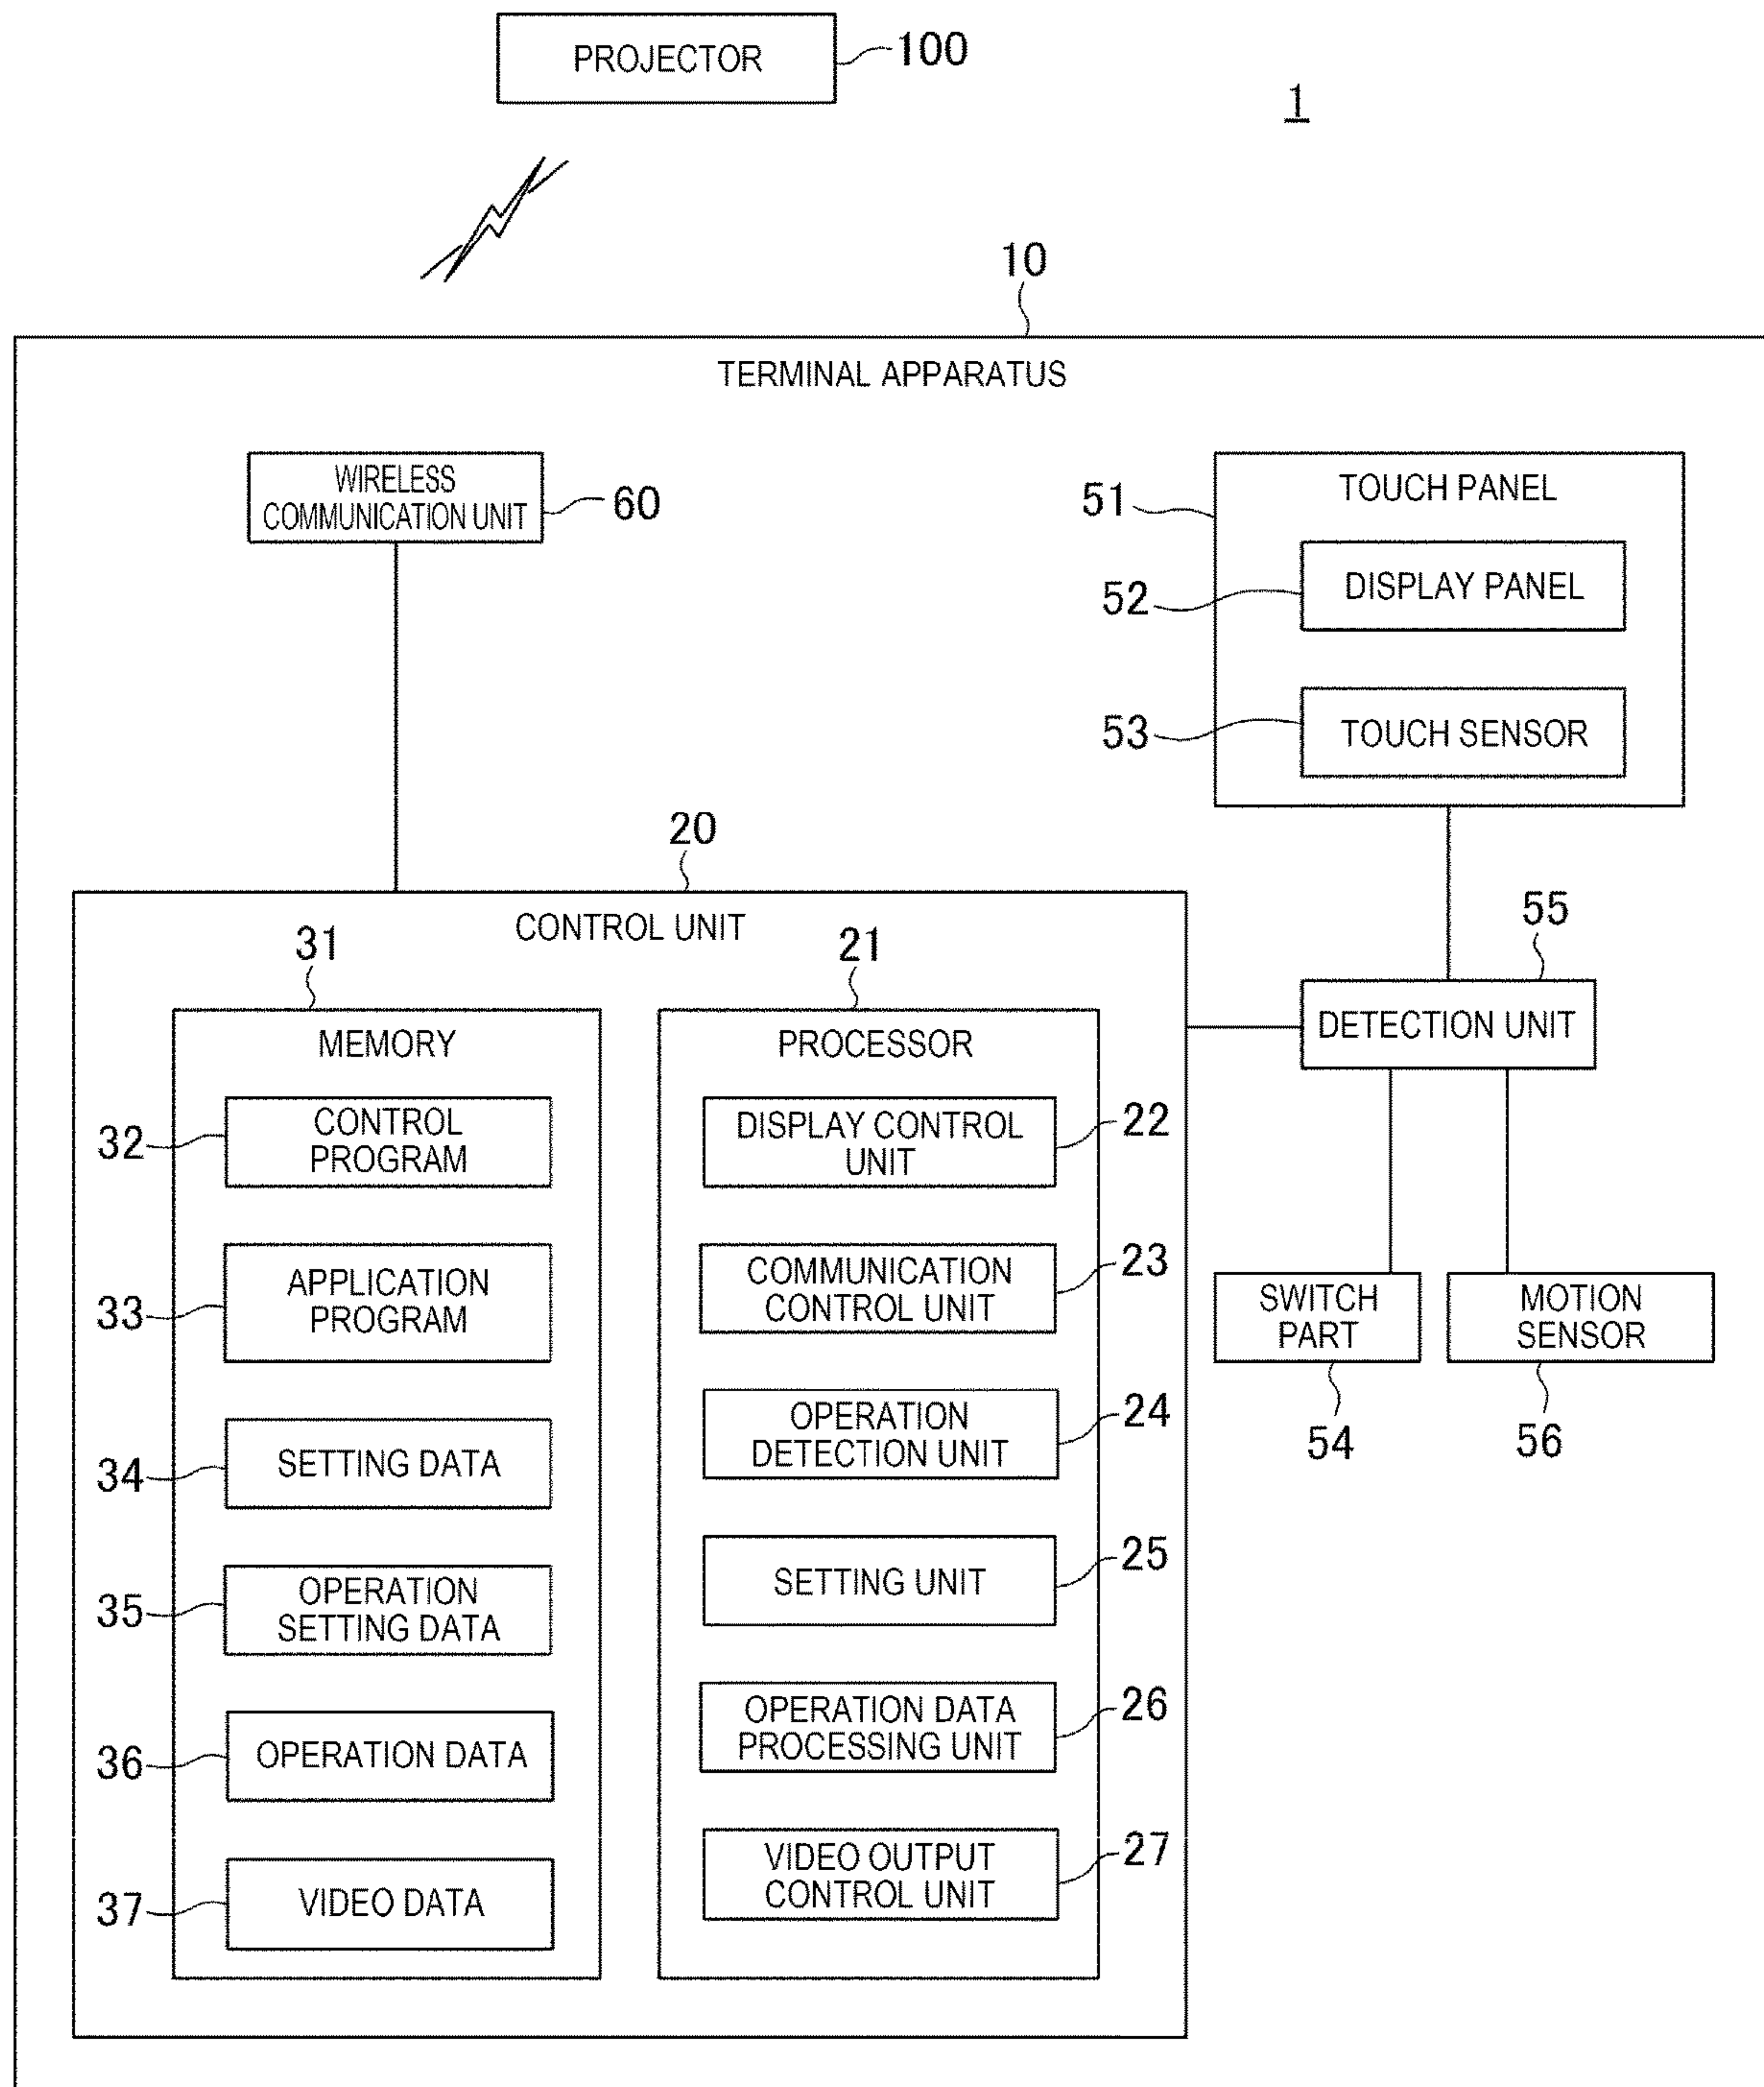 PROJECTOR
100
1
10
TERMINAL APPARATUS
WIRELESS
COMMUNICATION UNIT
60
51
TOUCH PANEL
52
DISPLAY PANEL
53
TOUCH SENSOR
20
CONTROL UNIT
55
DETECTION UNIT
31
MEMORY
32
CONTROL
PROGRAM
33
APPLICATION
PROGRAM
34
SETTING DATA
35
OPERATION
SETTING DATA
36
OPERATION DATA
37
VIDEO DATA
21
PROCESSOR
DISPLAY CONTROL
UNIT
22
COMMUNICATION
CONTROL UNIT
23
OPERATION
DETECTION UNIT
24
SETTING UNIT
25
OPERATION DATA
PROCESSING UNIT
26
VIDEO OUTPUT
CONTROL UNIT
27
SWITCH
PART
54
MOTION
SENSOR
56